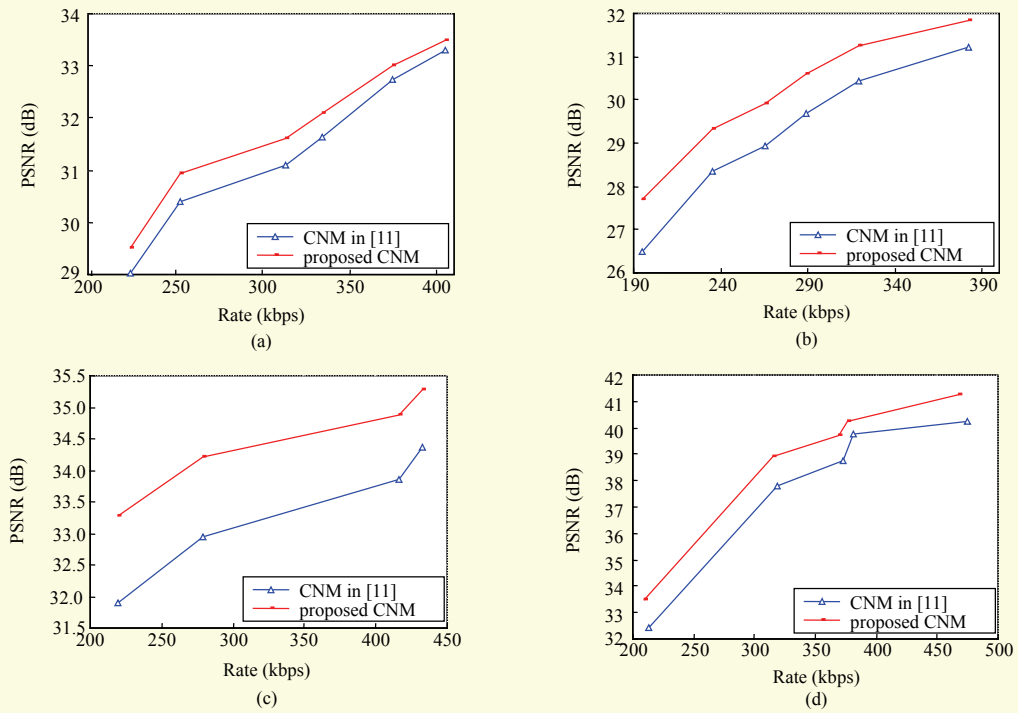 34
33
32
31
30
29
PSNR (dB)
200 250 300 350 400
Rate (kbps)
CNM in [11]
proposed CNM
(a)
32
31
30
29
28
27
26
PSNR (dB)
190 240 290 340 390
Rate (kbps)
CNM in [11]
proposed CNM
(b)
35.5
35.0
34.5
34.0
33.5
33.0
32.5
32.0
31.5
PSNR (dB)
200 250 300 350 400 450
Rate (kbps)
CNM in [11]
proposed CNM
(c)
42
41
40
39
38
37
36
35
34
33
32
PSNR (dB)
200 250 300 350 400 450 500
Rate (kbps)
CNM in [11]
proposed CNM
(d)